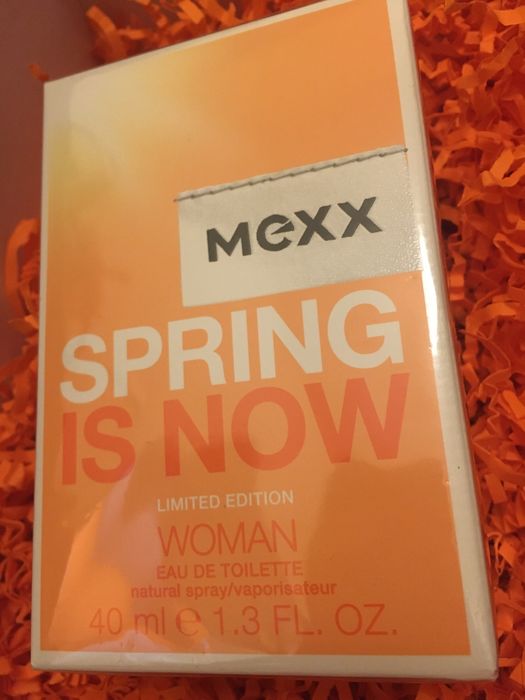 Mexx
SPRING
IS NOW
LIMITED EDITION
WOMAN
EAU DE TOILETTE
natural spray/vaporisateur
40 ml ℮ 1.3 FL. OZ.